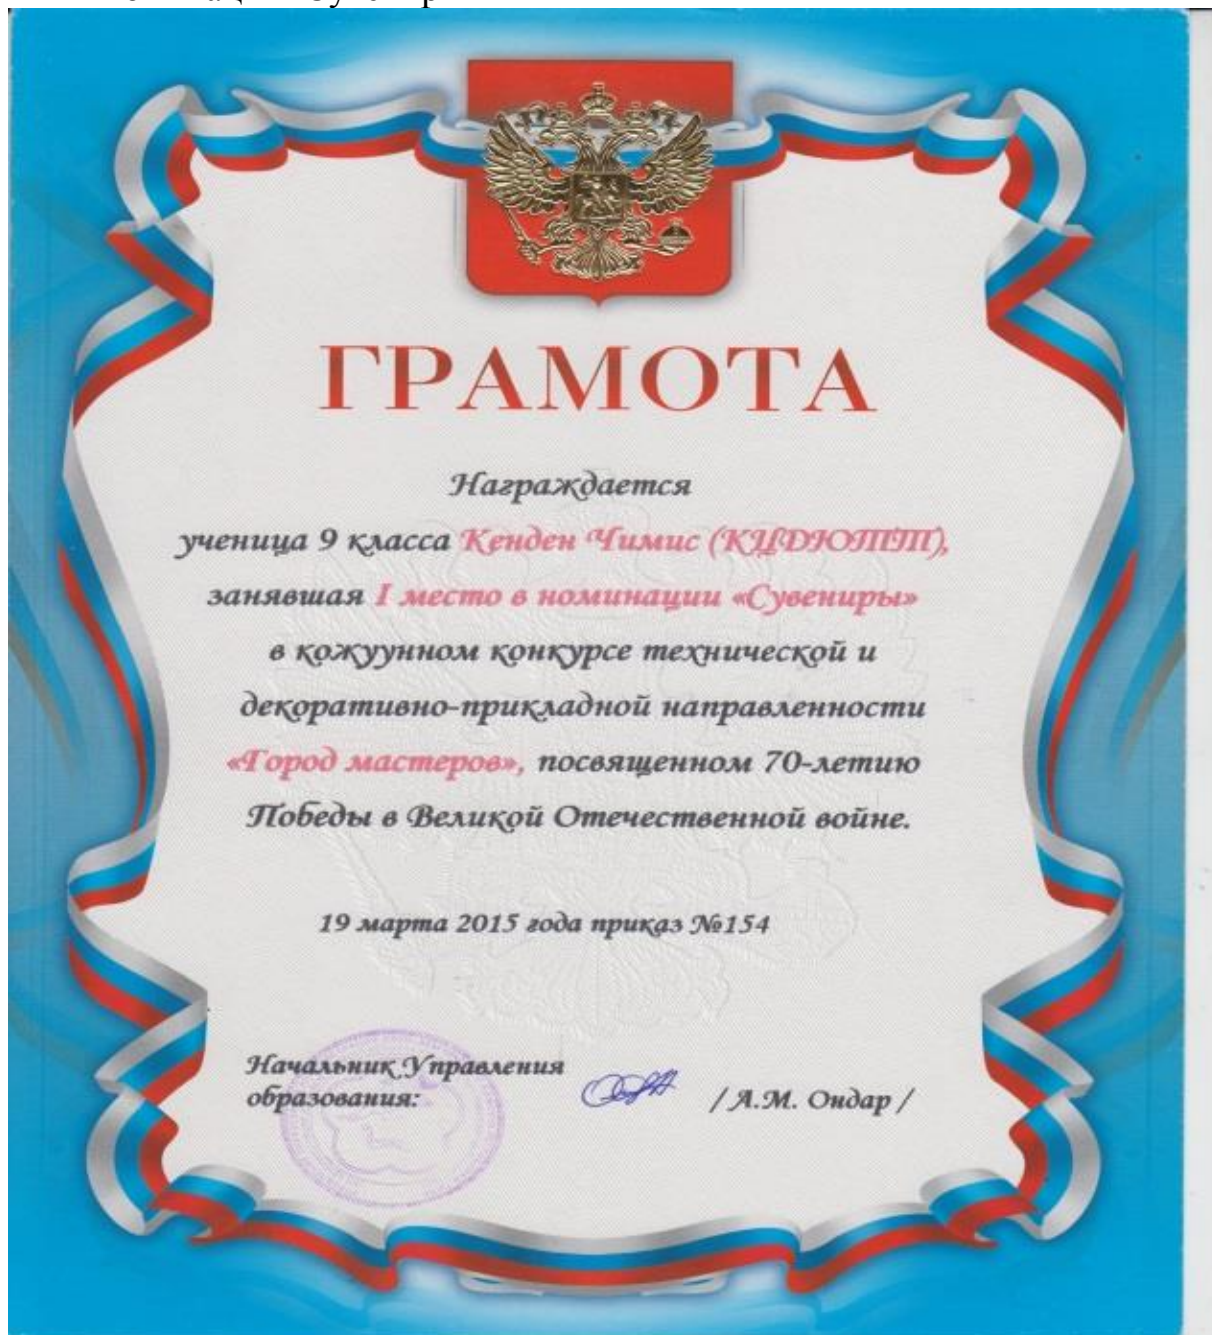 ГРАМОТА
Награждается
ученица 9 класса Кенден Чимис (КЦДЮТТ),
занявшая I место в номинации «Сувениры»
в кожуунном конкурсе технической и
декоративно-прикладной направленности
«Город мастеров», посвященном 70-летию
Победы в Великой Отечественной войне.
19 марта 2015 года приказ №154
Начальник Управления
образования:
/ А.М. Ондар /